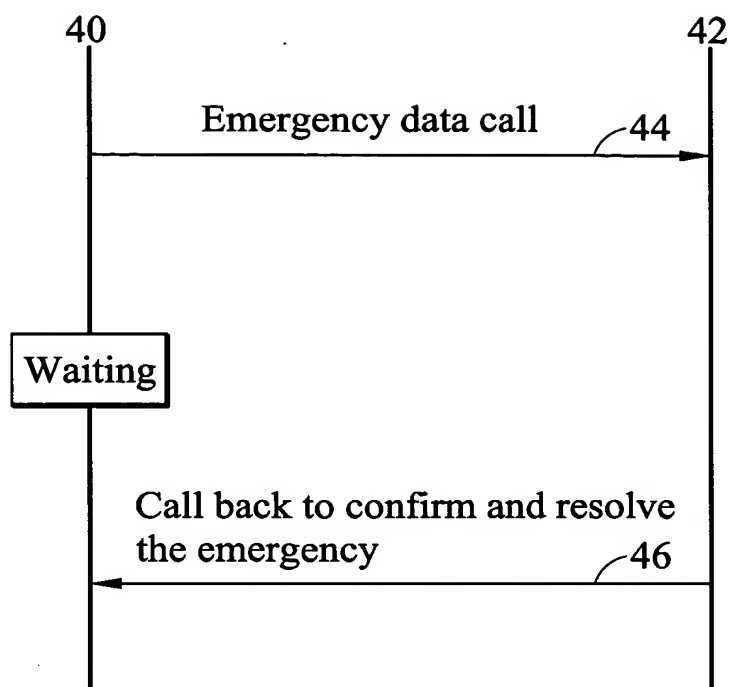 40
42
Emergency data call
44
Waiting
Call back to confirm and resolve
the emergency
46